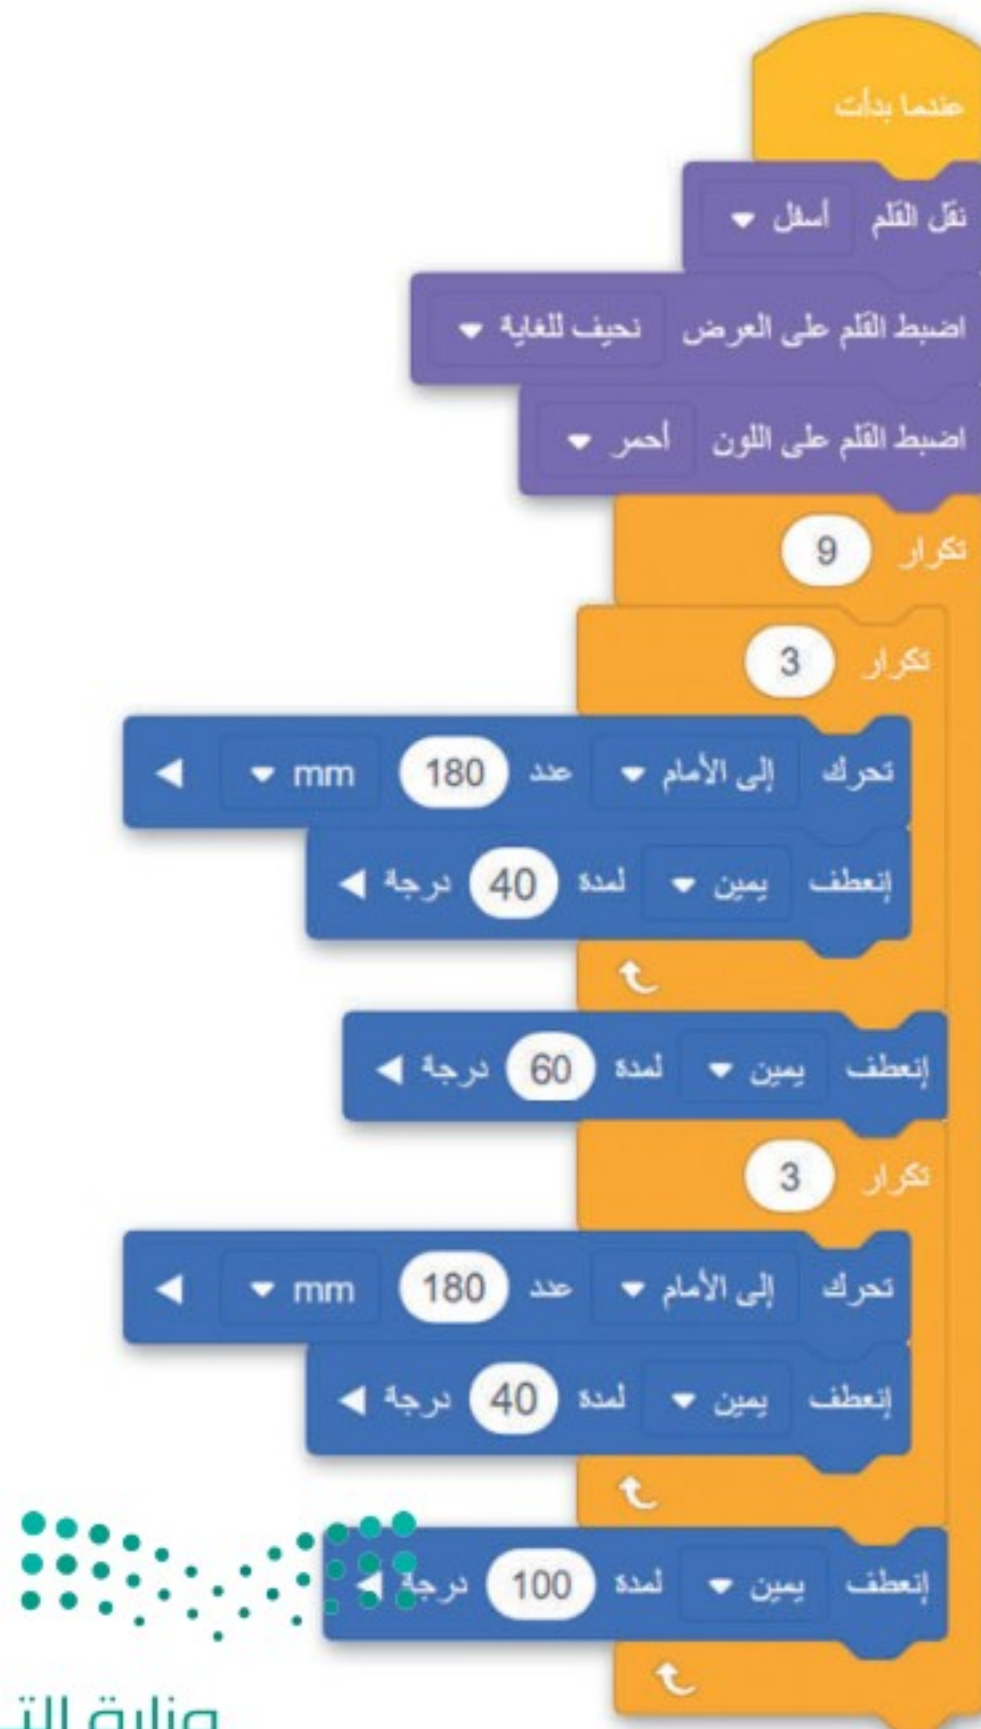 عندما بدأت
نقل القلم أسفل
اضبط القلم على العرض نحيف للغاية
اضبط القلم على اللون أحمر
تكرار 9
تكرار 3
تحرك إلى الأمام عدد 180 mm
إنعطف يمين لمدة 40 درجة
إنعطف يمين لمدة 60 درجة
تكرار 3
تحرك إلى الأمام عدد 180 mm
إنعطف يمين لمدة 40 درجة
إنعطف يمين لمدة 100 درجة